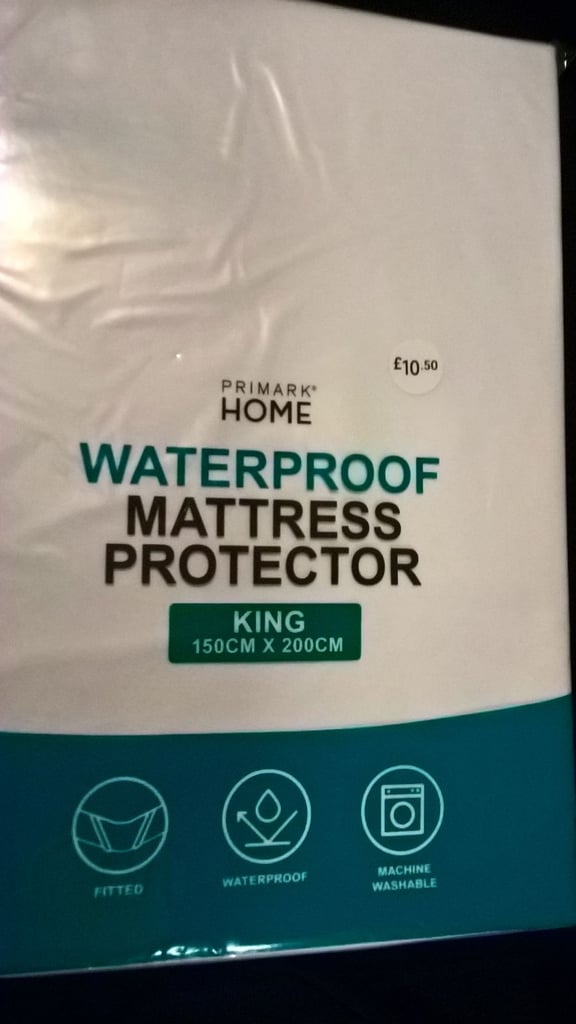 £10.50
PRIMARK®
HOME
WATERPROOF
MATTRESS
PROTECTOR
KING
150CM X 200CM
FITTED
WATERPROOF
MACHINE
WASHABLE